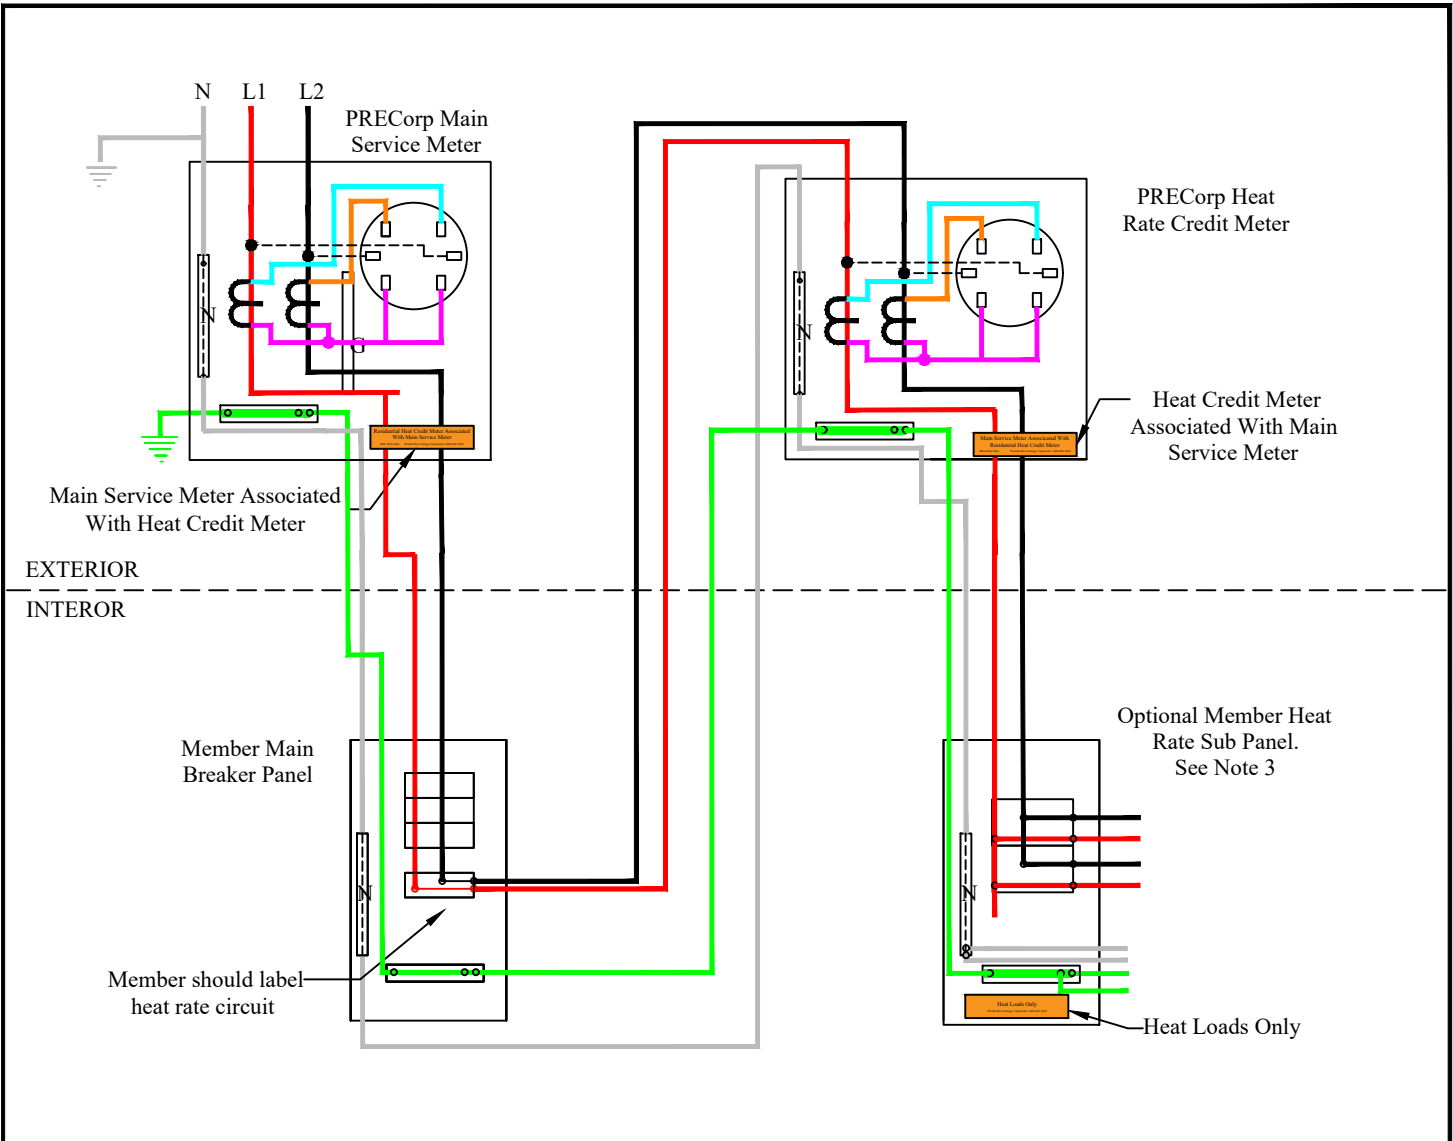 N L1 L2
PRECorp Main
Service Meter
PRECorp Heat
Rate Credit Meter
N
G
N
Residential Heat Credit Meter Associated
With Main Service Meter
Main Service Meter Associated With
Residential Heat Credit Meter
Heat Credit Meter
Associated With Main
Service Meter
Main Service Meter Associated
With Heat Credit Meter
EXTERIOR
INTEROR
Member Main
Breaker Panel
Optional Member Heat
Rate Sub Panel.
See Note 3
N
N
Member should label
heat rate circuit
Heat Loads Only
Heat Loads Only